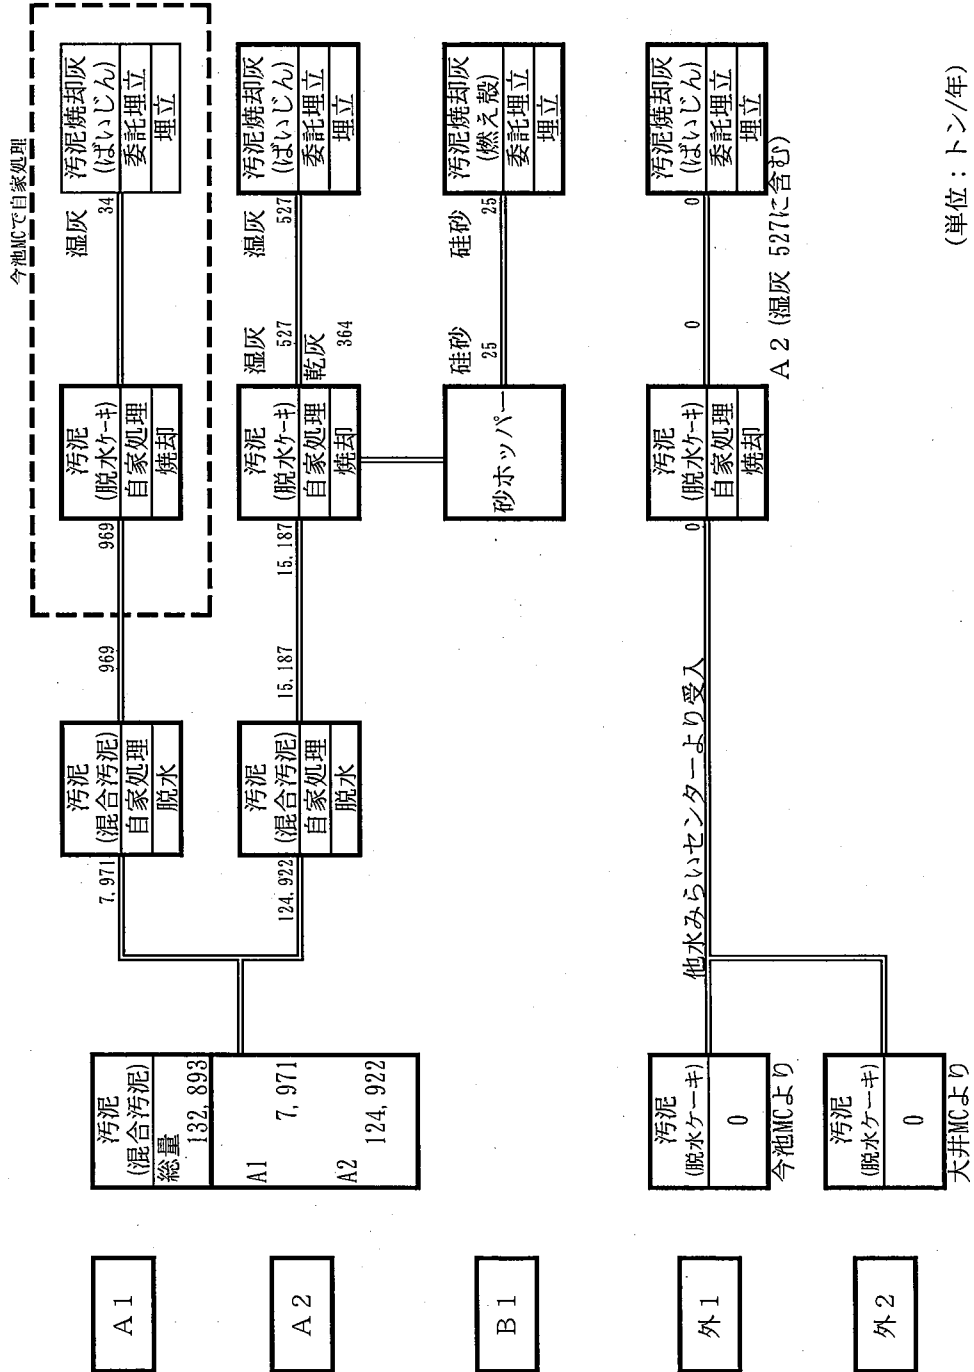 A1
汚泥
(混合汚泥)
総量
132,893
A1
7,971
A2
124,922
7,971
汚泥
(混合汚泥)
自家処理
脱水
969
969
汚泥
(脱水ケーキ)
自家処理
焼却
湿灰
34
汚泥焼却灰
(ばいじん)
委託埋立
埋立
今池MCで自家処理
A2
124,922
汚泥
(混合汚泥)
自家処理
脱水
15,187
15,187
汚泥
(脱水ケーキ)
自家処理
焼却
湿灰
527
乾灰
364
湿灰
527
汚泥焼却灰
(ばいじん)
委託埋立
埋立
B1
砂ホッパー
硅砂
25
硅砂
25
汚泥焼却灰
(燃え殻)
委託埋立
埋立
外1
汚泥
(脱水ケーキ)
0
今池MCより
他水みらいセンターより受入
0
汚泥
(脱水ケーキ)
自家処理
焼却
0
0
汚泥焼却灰
(ばいじん)
委託埋立
埋立
A2(湿灰 527に含む)
外2
汚泥
(脱水ケーキ)
0
大井MCより
(単位：トン/年)